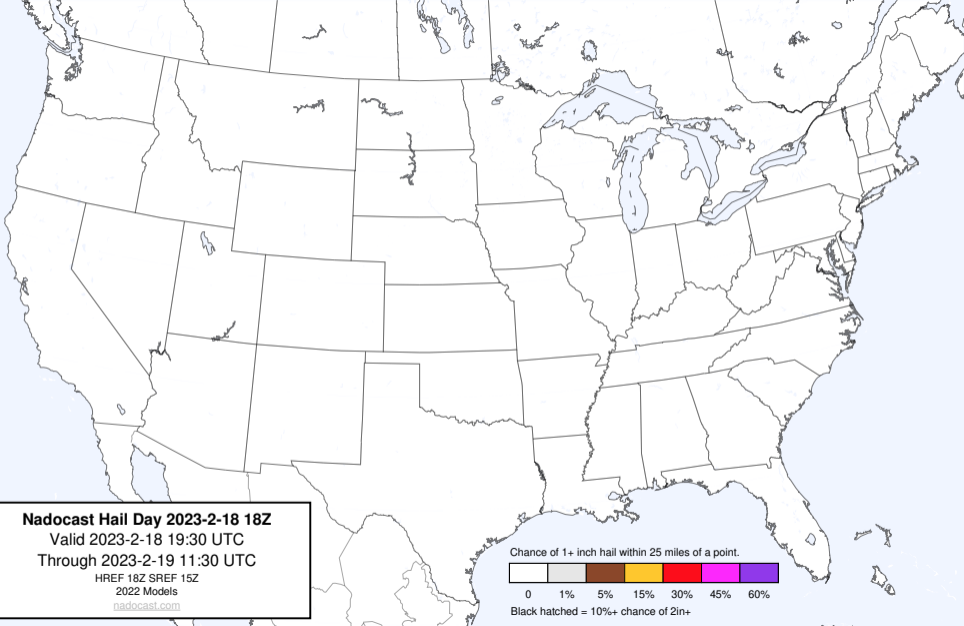 Nadocast Hail Day 2023-2-18 18Z
Valid 2023-2-18 19:30 UTC
Through 2023-2-19 11:30 UTC
HREF 18Z SREF 15Z
2022 Models
nadocast.com
Chance of 1+ inch hail within 25 miles of a point.
0 1% 5% 15% 30% 45% 60%
Black hatched = 10%+ chance of 2in+